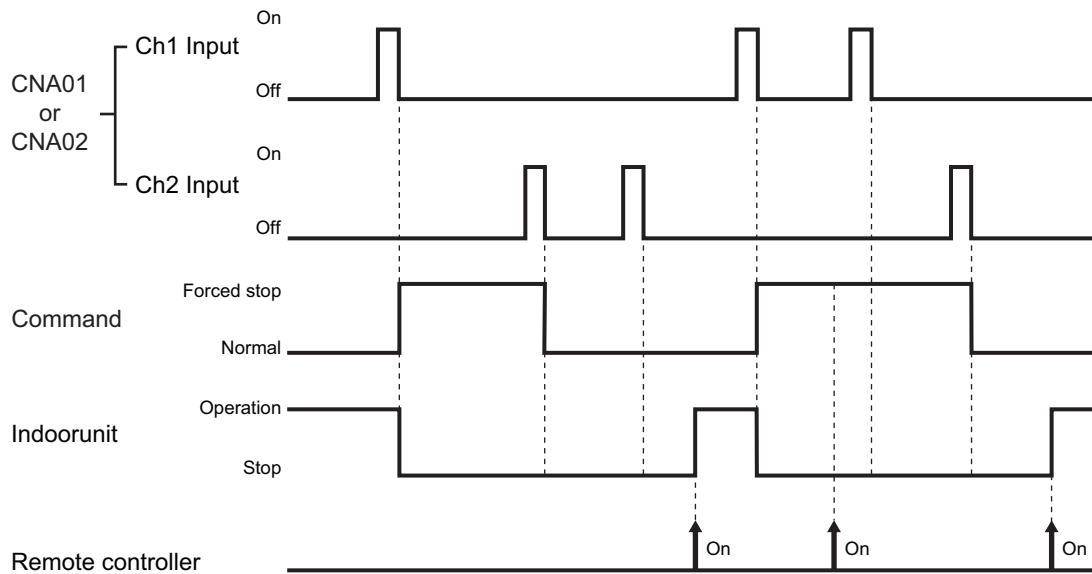 On
Ch1 Input
Off
CNA01
or
CNA02
On
Ch2 Input
Off
Forced stop
Command
Normal
Operation
Indoorunit
Stop
On
On
On
Remote controller